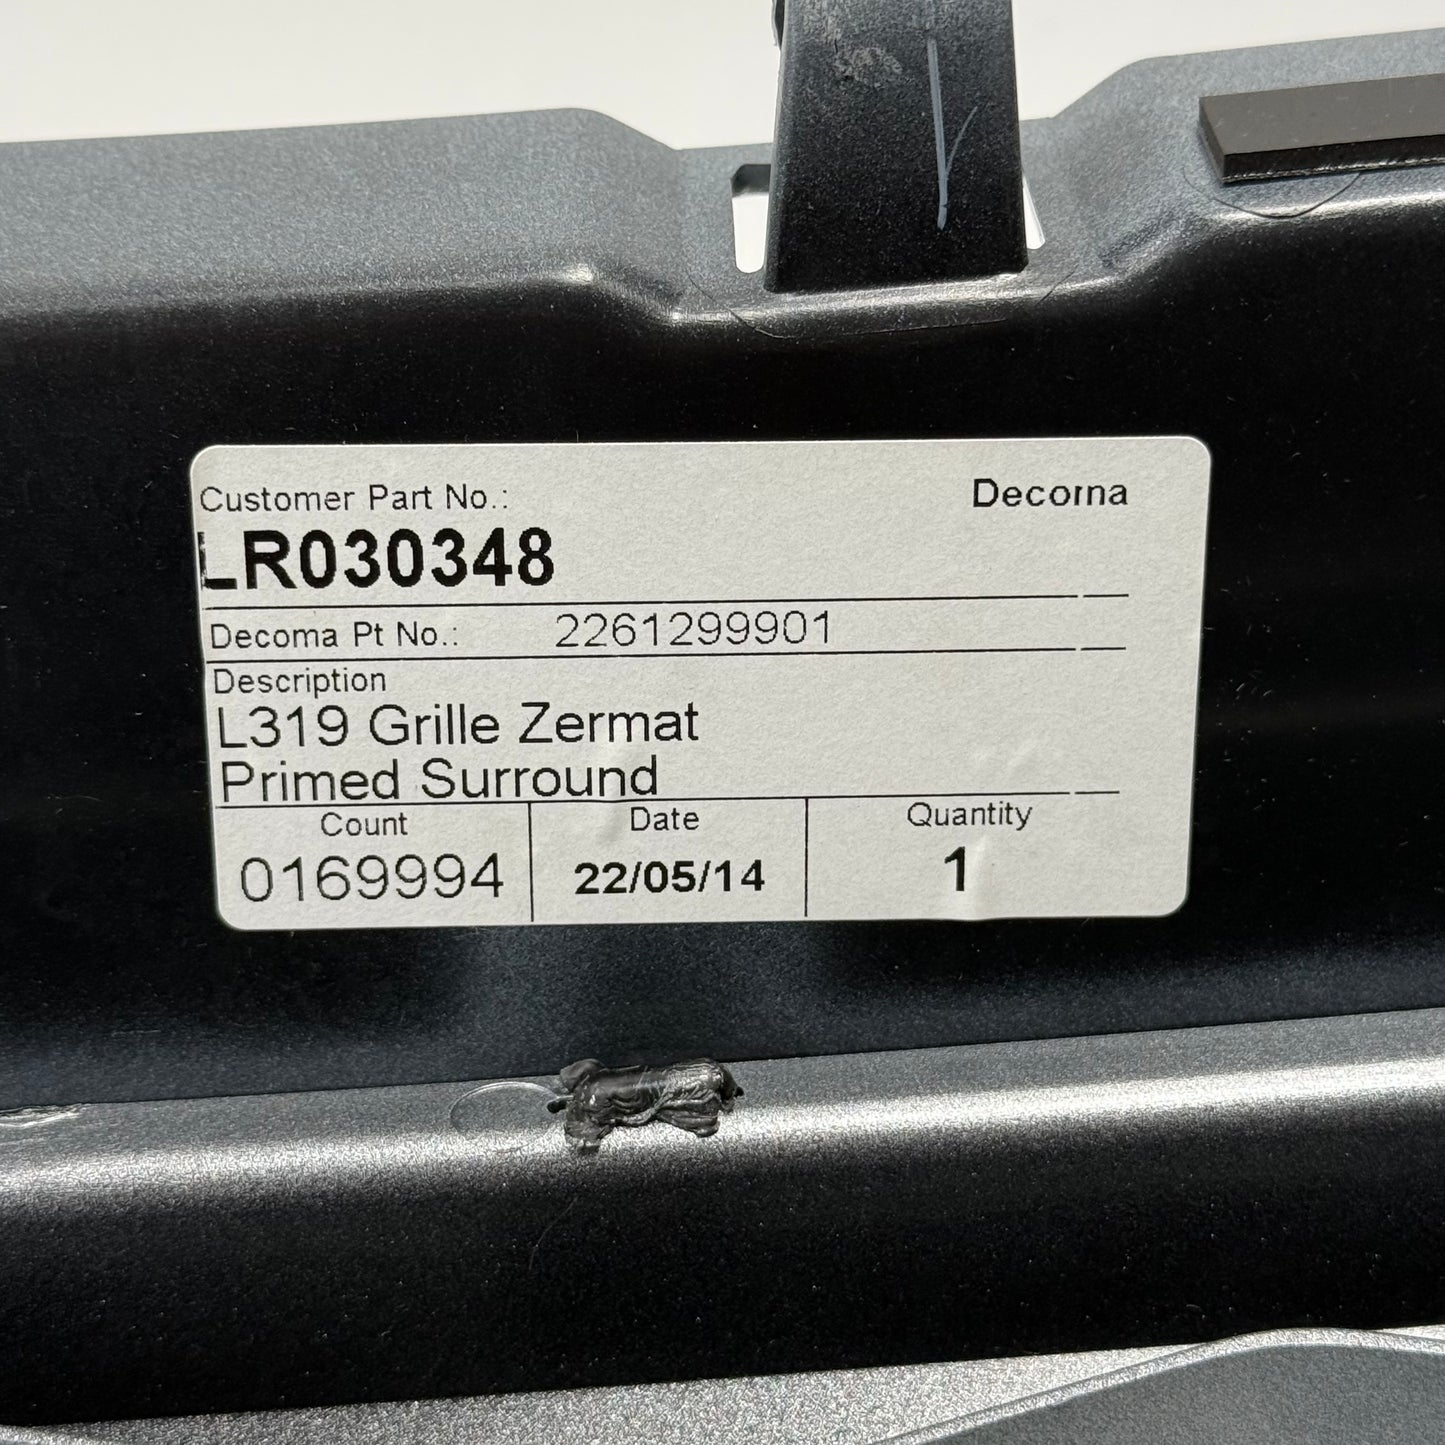 Customer Part No.: Decoma
LR030348
Decoma Pt No.: 2261299901
Description
L319 Grille Zermat
Primed Surround
Count Date Quantity
0169994 22/05/14 1